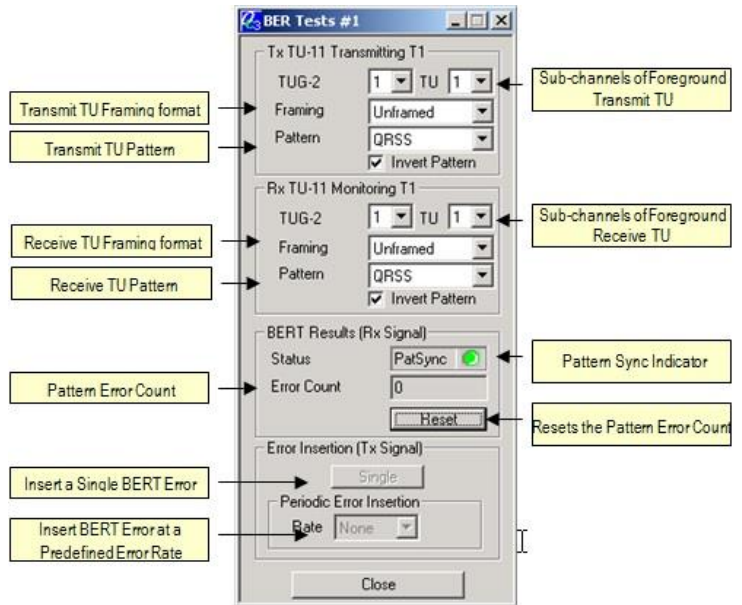 BER Tests #1
Tx TU-11 Transmitting T1
TUG-2 1 TU 1
Sub-channels of Foreground
Transmit TU
Transmit TU Framing format
Framing Unframed
Transmit TU Pattern
Pattern QRSS
Invert Pattern
Rx TU-11 Monitoring T1
TUG-2 1 TU 1
Sub-channels of Foreground
Receive TU
Receive TU Framing format
Framing Unframed
Receive TU Pattern
Pattern QRSS
Invert Pattern
BERT Results (Rx Signal)
Status PatSync
Pattern Sync Indicator
Pattern Error Count
Error Count 0
Reset
Resets the Pattern Error Count
Error Insertion (Tx Signal)
Insert a Single BERT Error
Single
Periodic Error Insertion
Insert BERT Error at a
Predefined Error Rate
Rate None
Close